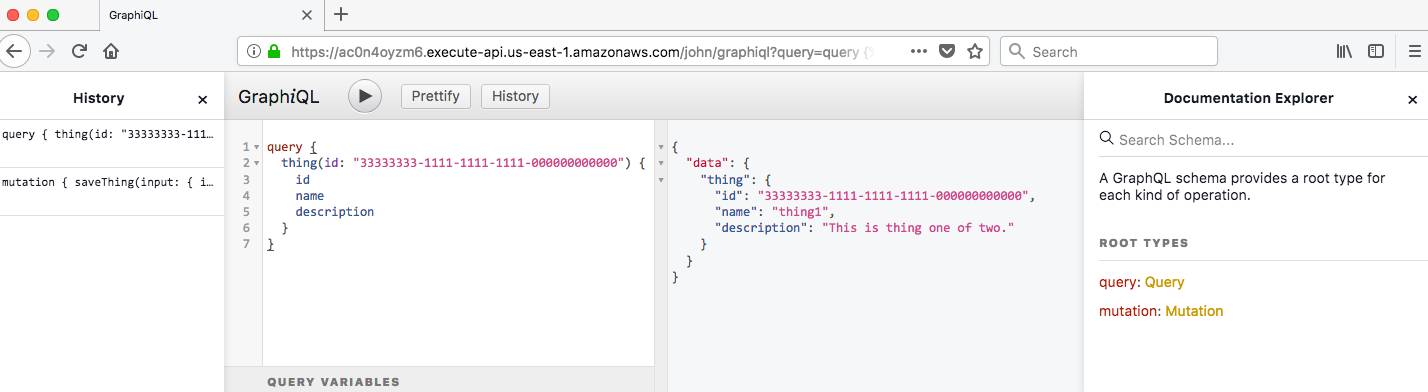 GraphiQL
https://ac0n4oyzm6.execute-api.us-east-1.amazonaws.com/john/graphiql?query=query {
Search
History
query { thing(id: "33333333-111…
mutation { saveThing(input: { i…
GraphiQL
Prettify
History
1 query {
2 thing(id: "33333333-1111-1111-1111-000000000000") {
3 id
4 name
5 description
6 }
7 }
QUERY VARIABLES
{
"data": {
"thing": {
"id": "33333333-1111-1111-1111-000000000000",
"name": "thing1",
"description": "This is thing one of two."
}
}
}
Documentation Explorer
Search Schema...
A GraphQL schema provides a root type for
each kind of operation.
ROOT TYPES
query: Query
mutation: Mutation